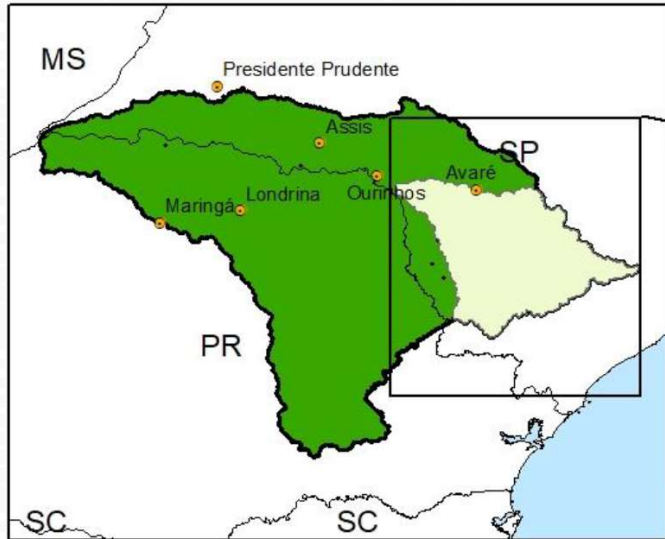 MS
Presidente Prudente
Assis
SP
Ourinhos
Avaré
Londrina
Maringá
PR
SC
SC